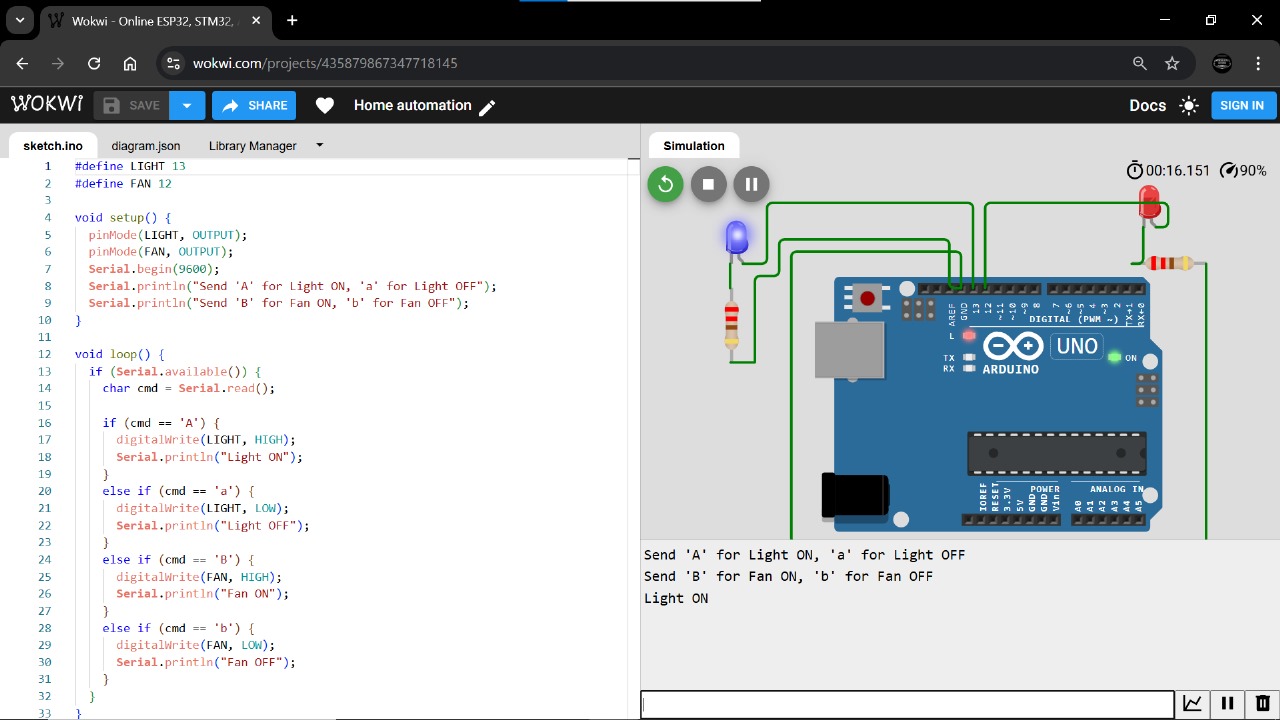 Wokwi - Online ESP32, STM32,
wokwi.com/projects/435879867347718145
WOKWi
SAVE
SHARE
Home automation
Docs
SIGN IN
sketch.ino
diagram.json
Library Manager
Simulation
1 #define LIGHT 13
2 #define FAN 12
3
4 void setup() {
5 pinMode(LIGHT, OUTPUT);
6 pinMode(FAN, OUTPUT);
7 Serial.begin(9600);
8 Serial.println("Send 'A' for Light ON, 'a' for Light OFF");
9 Serial.println("Send 'B' for Fan ON, 'b' for Fan OFF");
10 }
11
12 void loop() {
13 if (Serial.available()) {
14 char cmd = Serial.read();
15
16 if (cmd == 'A') {
17 digitalWrite(LIGHT, HIGH);
18 Serial.println("Light ON");
19 }
20 else if (cmd == 'a') {
21 digitalWrite(LIGHT, LOW);
22 Serial.println("Light OFF");
23 }
24 else if (cmd == 'B') {
25 digitalWrite(FAN, HIGH);
26 Serial.println("Fan ON");
27 }
28 else if (cmd == 'b') {
29 digitalWrite(FAN, LOW);
30 Serial.println("Fan OFF");
31 }
32 }
33 }
00:16.151
90%
AREF
GND
13
12
~11
~10
~9
8
7
~6
~5
4
~3
2
TX→1
RX←0
DIGITAL (PWM ~)
L
TX
RX
UNO
ON
ARDUINO
IOREF
RESET
3.3V
5V
GND
GND
Vin
POWER
ANALOG IN
A0
A1
A2
A3
A4
A5
Send 'A' for Light ON, 'a' for Light OFF
Send 'B' for Fan ON, 'b' for Fan OFF
Light ON